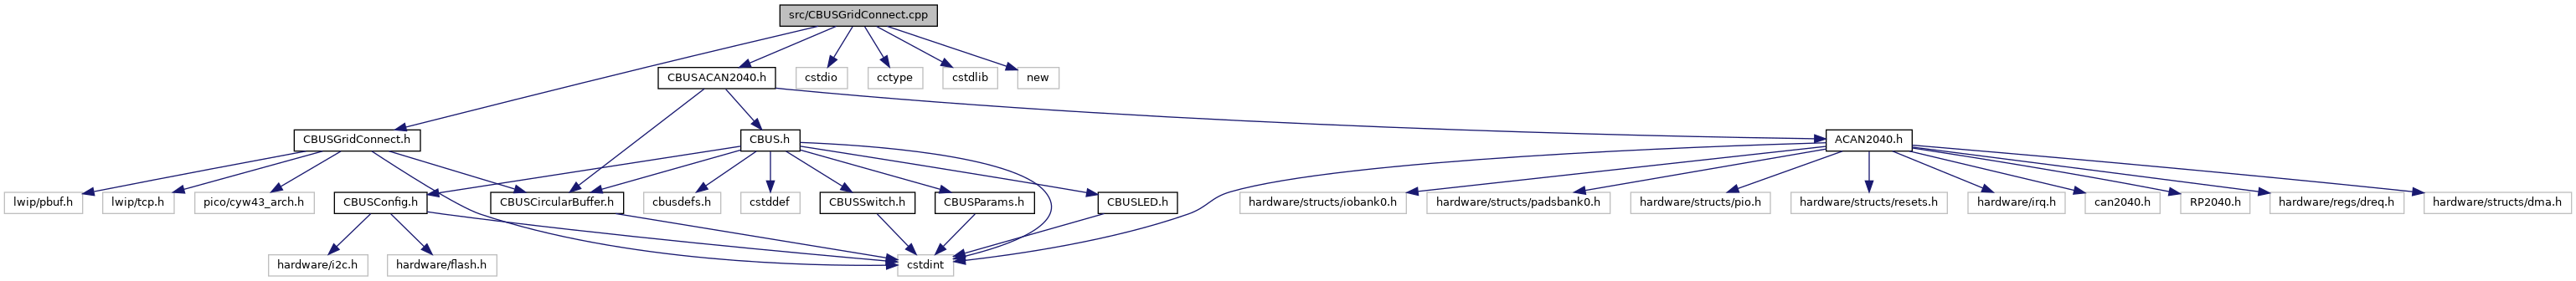 src/CBUSGridConnect.cpp
CBUSACAN2040.h
cstdio
cctype
cstdlib
new
CBUSGridConnect.h
CBUS.h
ACAN2040.h
lwip/pbuf.h
lwip/tcp.h
pico/cyw43_arch.h
CBUSConfig.h
CBUSCircularBuffer.h
cbusdefs.h
cstddef
CBUSSwitch.h
CBUSParams.h
CBUSLED.h
hardware/structs/iobank0.h
hardware/structs/padsbank0.h
hardware/structs/pio.h
hardware/structs/resets.h
hardware/irq.h
can2040.h
RP2040.h
hardware/regs/dreq.h
hardware/structs/dma.h
hardware/i2c.h
hardware/flash.h
cstdint